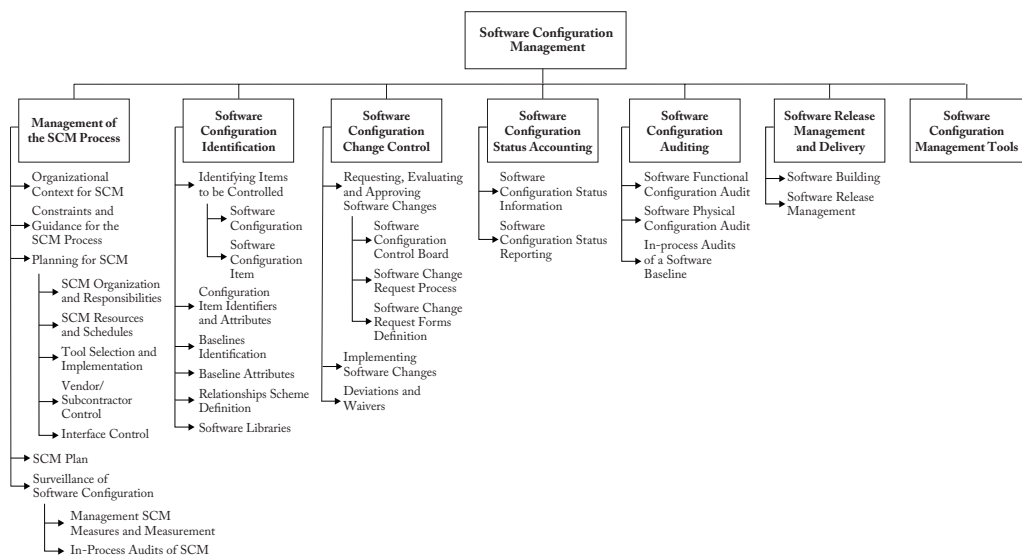 Software Configuration
Management
Management of
the SCM Process
Organizational
Context for SCM
Constraints and
Guidance for the
SCM Process
Planning for SCM
SCM Organization
and Responsibilities
SCM Resources
and Schedules
Tool Selection and
Implementation
Vendor/
Subcontractor
Control
Interface Control
SCM Plan
Surveillance of
Software Configuration
Management SCM
Measures and Measurement
In-Process Audits of SCM
Software
Configuration
Identification
Identifying Items
to be Controlled
Software
Configuration
Software
Configuration
Item
Configuration
Item Identifiers
and Attributes
Baselines
Identification
Baseline Attributes
Relationships Scheme
Definition
Software Libraries
Software
Configuration
Change Control
Requesting, Evaluating
and Approving
Software Changes
Software
Configuration
Control Board
Software Change
Request Process
Software Change
Request Forms
Definition
Implementing
Software Changes
Deviations and
Waivers
Software
Configuration
Status Accounting
Software
Configuration Status
Information
Software
Configuration Status
Reporting
Software
Configuration
Auditing
Software Functional
Configuration Audit
Software Physical
Configuration Audit
In-process Audits
of a Software
Baseline
Software Release
Management
and Delivery
Software Building
Software Release
Management
Software
Configuration
Management Tools